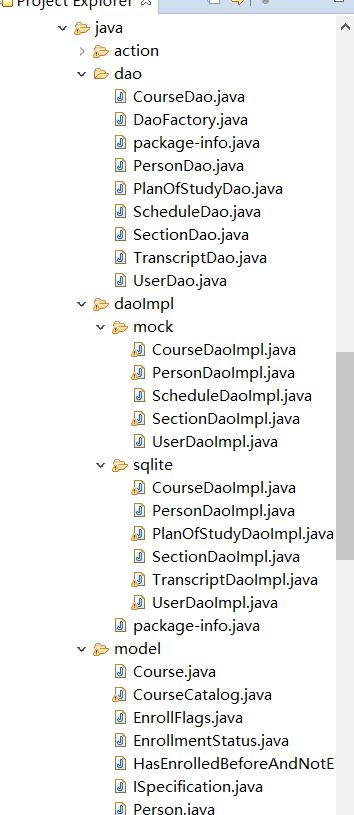 Project Explorer
java
action
dao
CourseDao.java
DaoFactory.java
package-info.java
PersonDao.java
PlanOfStudyDao.java
ScheduleDao.java
SectionDao.java
TranscriptDao.java
UserDao.java
daoImpl
mock
CourseDaoImpl.java
PersonDaoImpl.java
ScheduleDaoImpl.java
SectionDaoImpl.java
UserDaoImpl.java
sqlite
CourseDaoImpl.java
PersonDaoImpl.java
PlanOfStudyDaoImpl.java
SectionDaoImpl.java
TranscriptDaoImpl.java
UserDaoImpl.java
package-info.java
model
Course.java
CourseCatalog.java
EnrollFlags.java
EnrollmentStatus.java
HasEnrolledBeforeAndNotE
ISpecification.java
Person.java